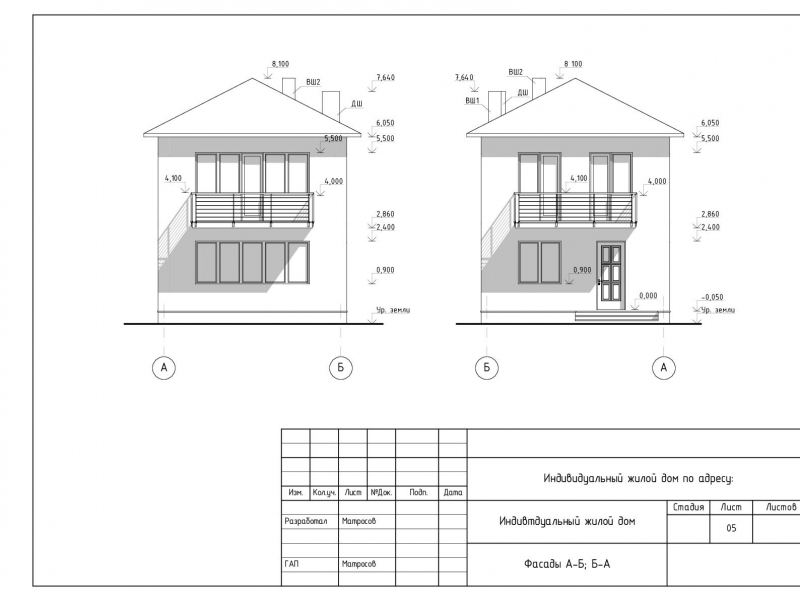 8,100
ВШ2
7,640
ДШ
6,050
5,500
5,500
4,100
4,000
2,860
2,400
0,900
Ур. земли
А
Б
8 100
7,640
ВШ2
ДШ
ВШ1
6,050
5,500
4,100
4,000
2,860
2,400
0,900
0,000
-0,050
Ур. земли
Б
А
Индивидуальный жилой дом по адресу:
Изм. Кол.уч. Лист №Док. Подп. Дата
Разработал Матросов
Индивтдуальный жилой дом
Стадия Лист Листов
05
ГАП Матросов
Фасады А-Б; Б-А